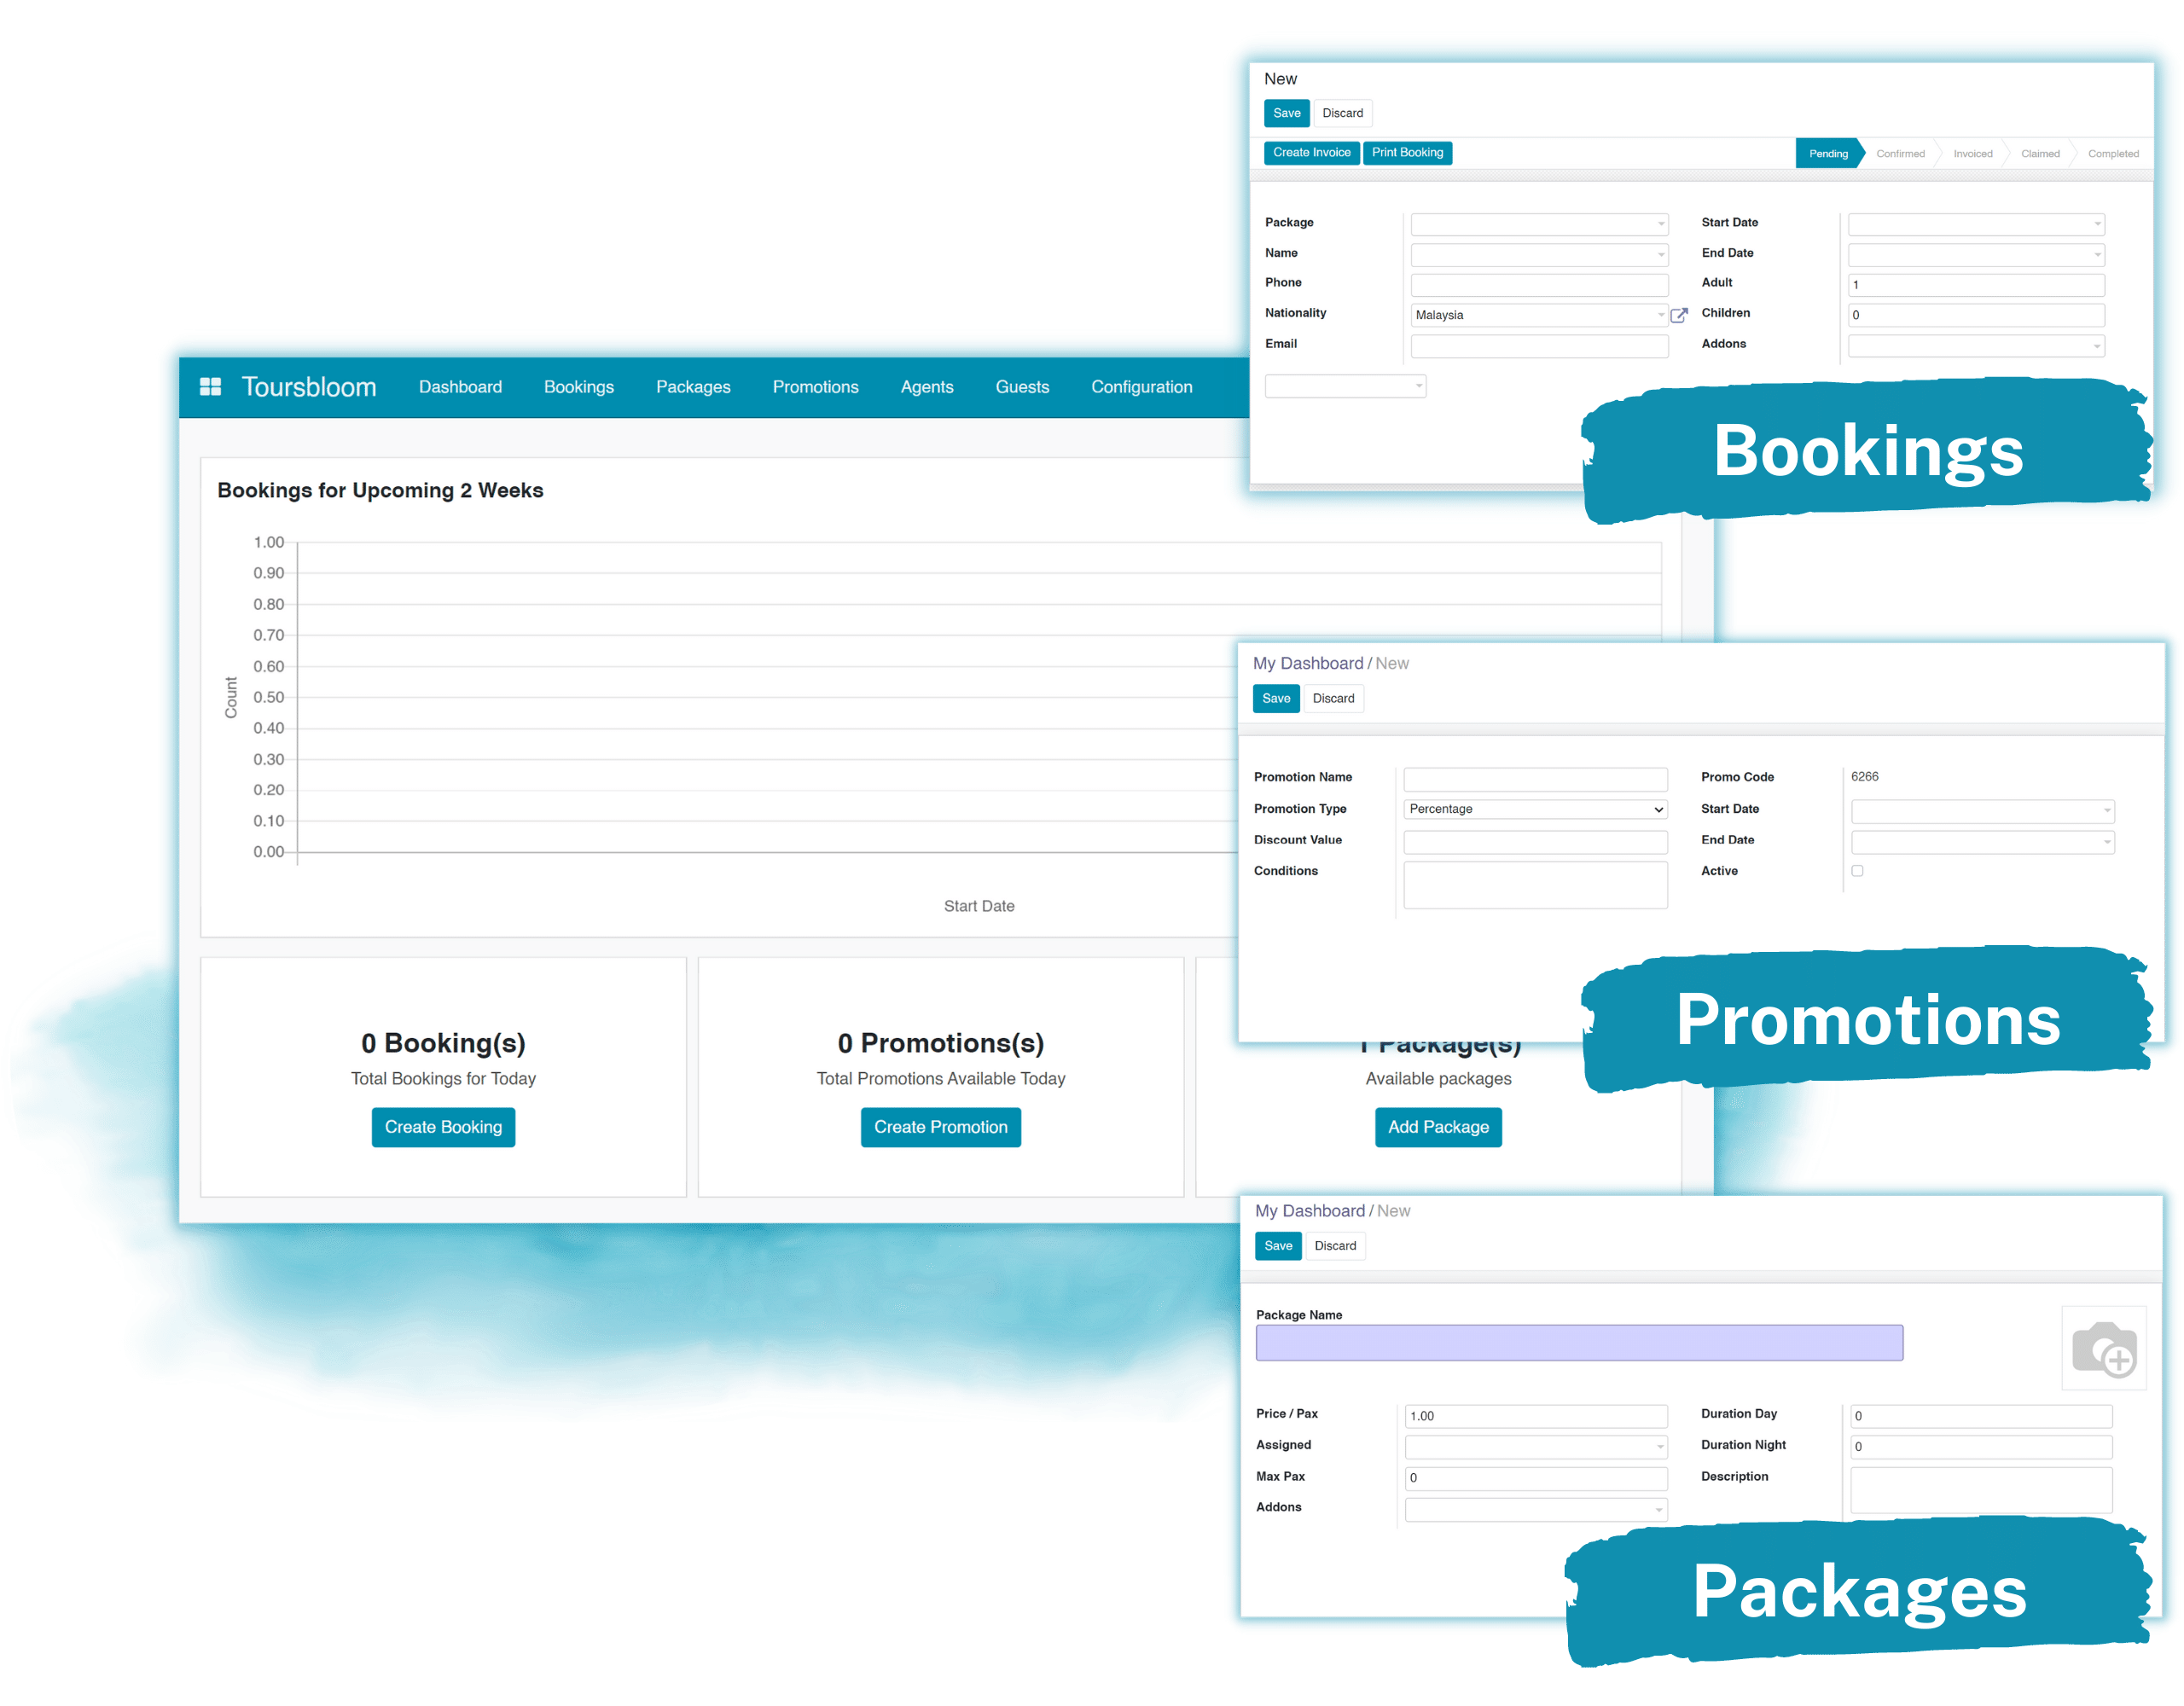 New
Save Discard
Create Invoice Print Booking Pending Confirmed Invoiced Claimed Completed
Package Start Date
Name End Date
Phone Adult 1
Nationality Malaysia Children 0
Email Addons
Bookings
Toursbloom Dashboard Bookings Packages Promotions Agents Guests Configuration
Bookings for Upcoming 2 Weeks
1.00
0.90
0.80
0.70
0.60
0.50
0.40
0.30
0.20
0.10
0.00
Count
Start Date
0 Booking(s)
Total Bookings for Today
Create Booking
0 Promotions(s)
Total Promotions Available Today
Create Promotion
1 Package(s)
Available packages
Add Package
My Dashboard / New
Save Discard
Promotion Name Promo Code 6266
Promotion Type Percentage Start Date
Discount Value End Date
Conditions Active
Promotions
My Dashboard / New
Save Discard
Package Name
Price / Pax 1.00 Duration Day 0
Assigned Duration Night 0
Max Pax 0 Description
Addons
Packages